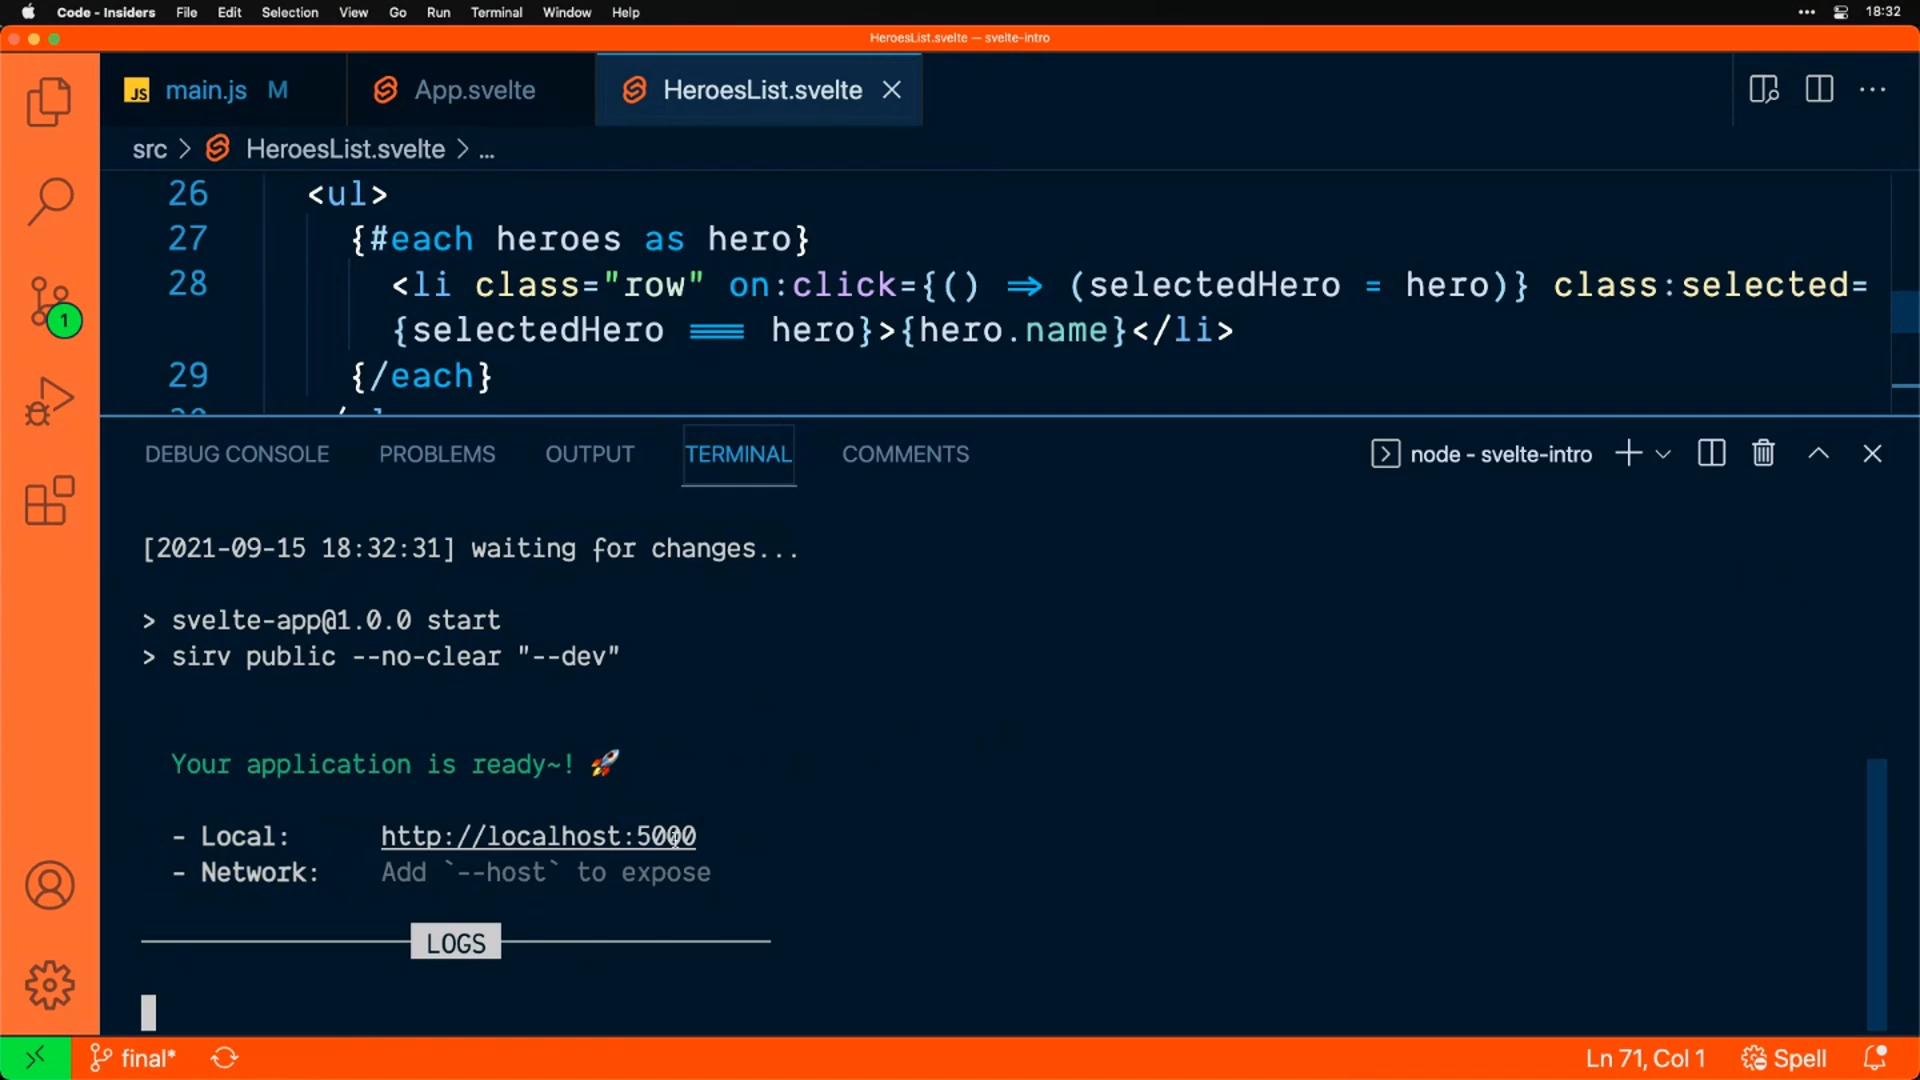 Code - Insiders File Edit Selection View Go Run Terminal Window Help ••• 18:32
HeroesList.svelte — svelte-intro
JS main.js M App.svelte HeroesList.svelte
src > HeroesList.svelte > ...
26 <ul>
27 {#each heroes as hero}
28 <li class="row" on:click={() => (selectedHero = hero)} class:selected=
{selectedHero === hero}>{hero.name}</li>
29 {/each}
1
DEBUG CONSOLE PROBLEMS OUTPUT TERMINAL COMMENTS node - svelte-intro
[2021-09-15 18:32:31] waiting for changes...
> svelte-app@1.0.0 start
> sirv public --no-clear "--dev"
Your application is ready~! 🚀
- Local: http://localhost:5000
- Network: Add `--host` to expose
LOGS
final* Ln 71, Col 1 Spell